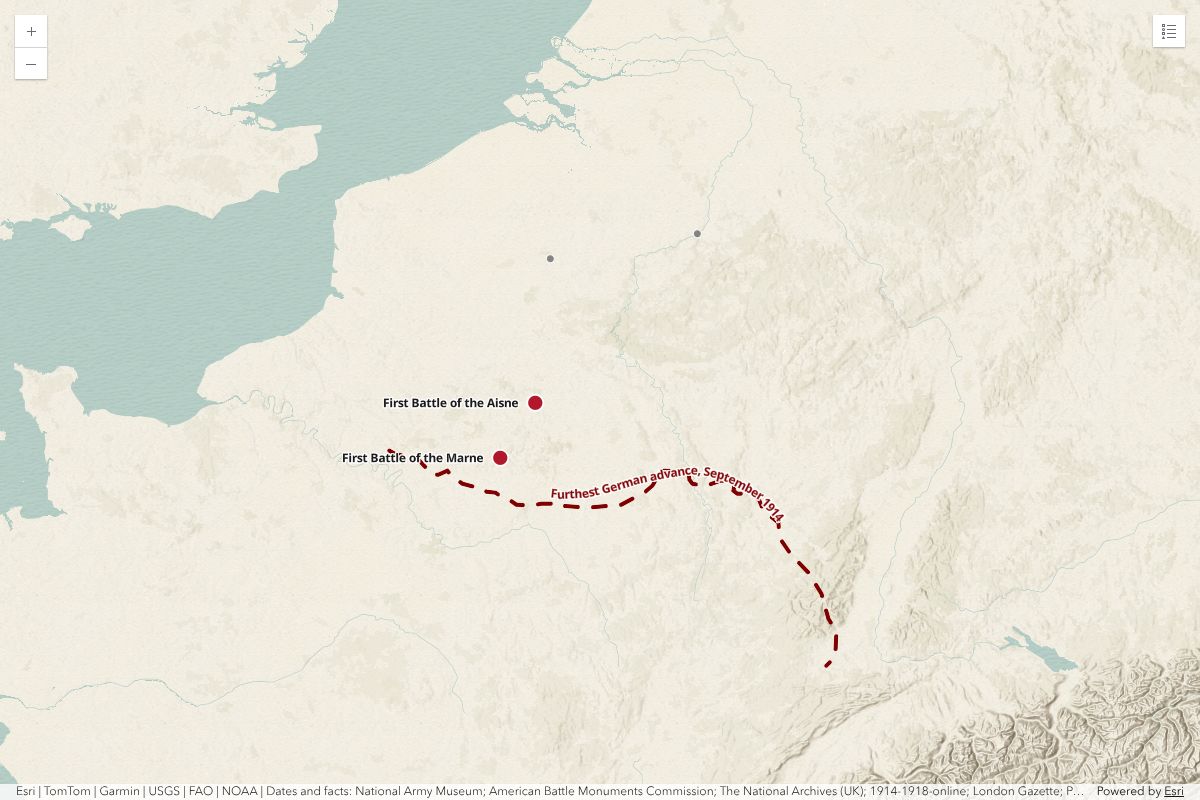 +
−
First Battle of the Aisne
First Battle of the Marne
Furthest German advance, September 1914
Esri | TomTom | Garmin | USGS | FAO | NOAA | Dates and facts: National Army Museum; American Battle Monuments Commission; The National Archives (UK); 1914-1918-online; London Gazette; P… Powered by Esri